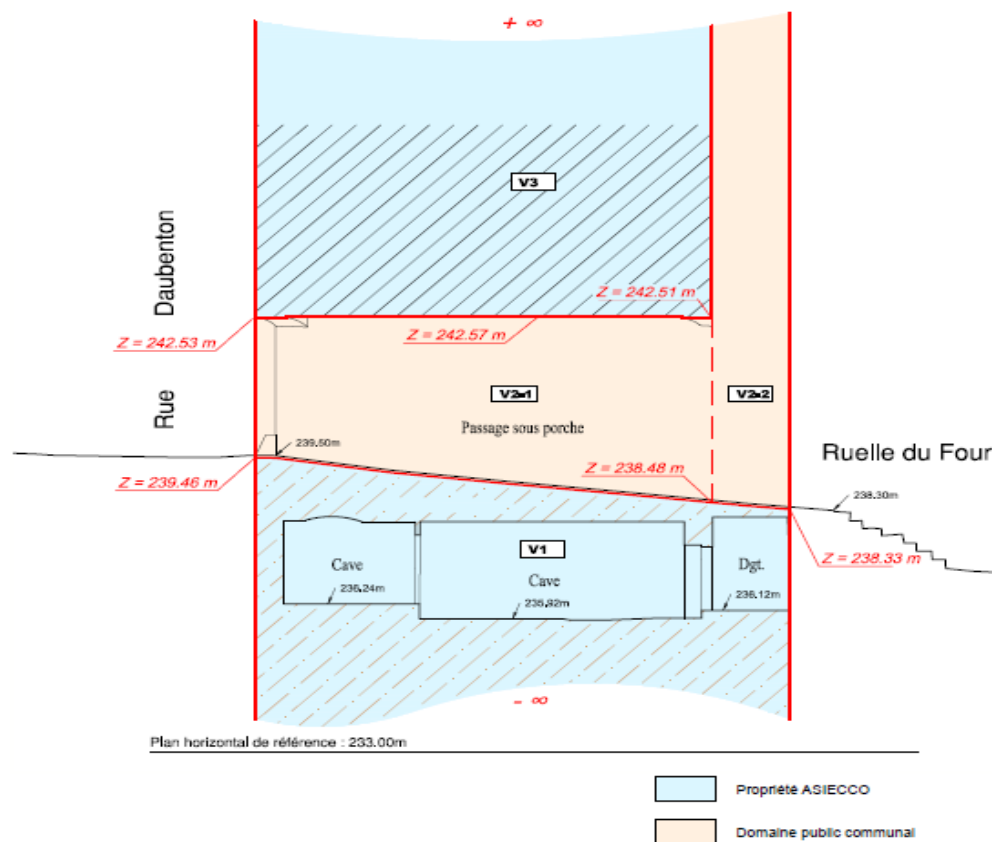 + ∞
V3
Rue Daubenton
Z = 242.51 m
Z = 242.53 m
Z = 242.57 m
V2-1
V2-2
Passage sous porche
239.50m
Ruelle du Four
Z = 239.46 m
Z = 238.48 m
238.30m
V1
Z = 238.33 m
Cave
Cave
Dgt.
236.24m
235.92m
236.12m
- ∞
Plan horizontal de référence : 233.00m
Propriété ASIECCO
Domaine public communal